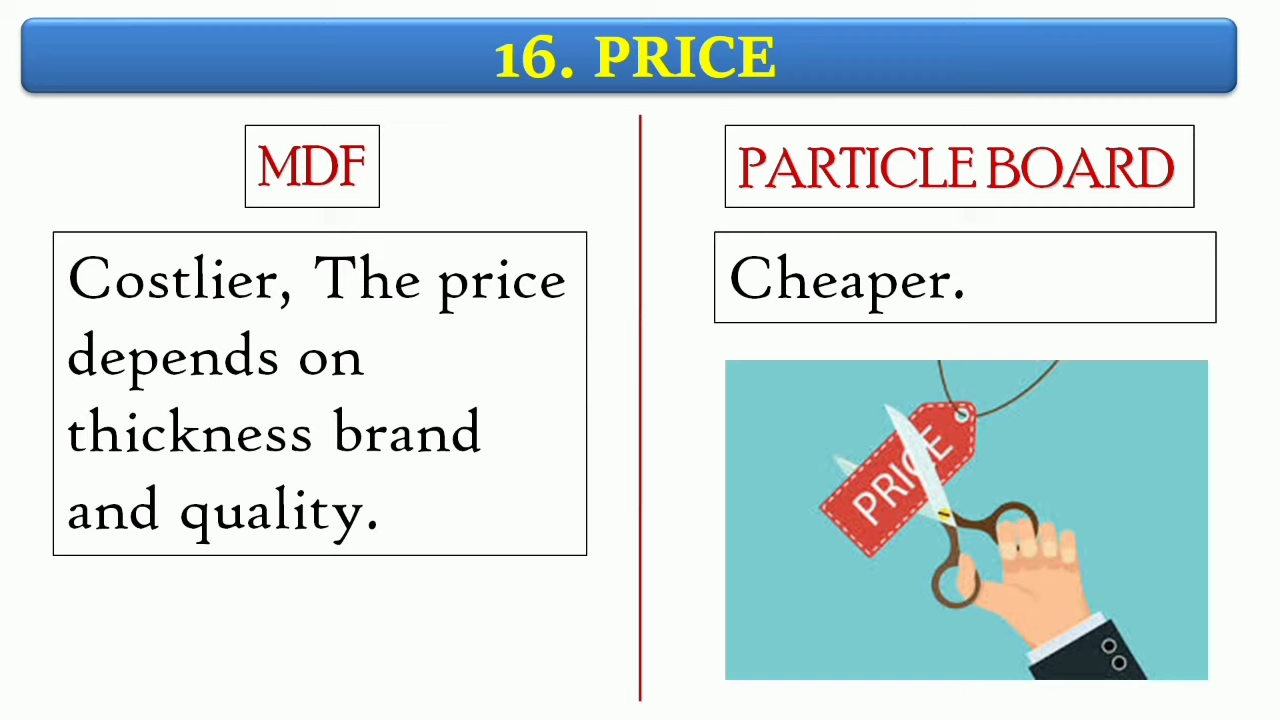 16. PRICE
MDF
Costlier, The price
depends on
thickness brand
and quality.
PARTICLE BOARD
Cheaper.
PRICE